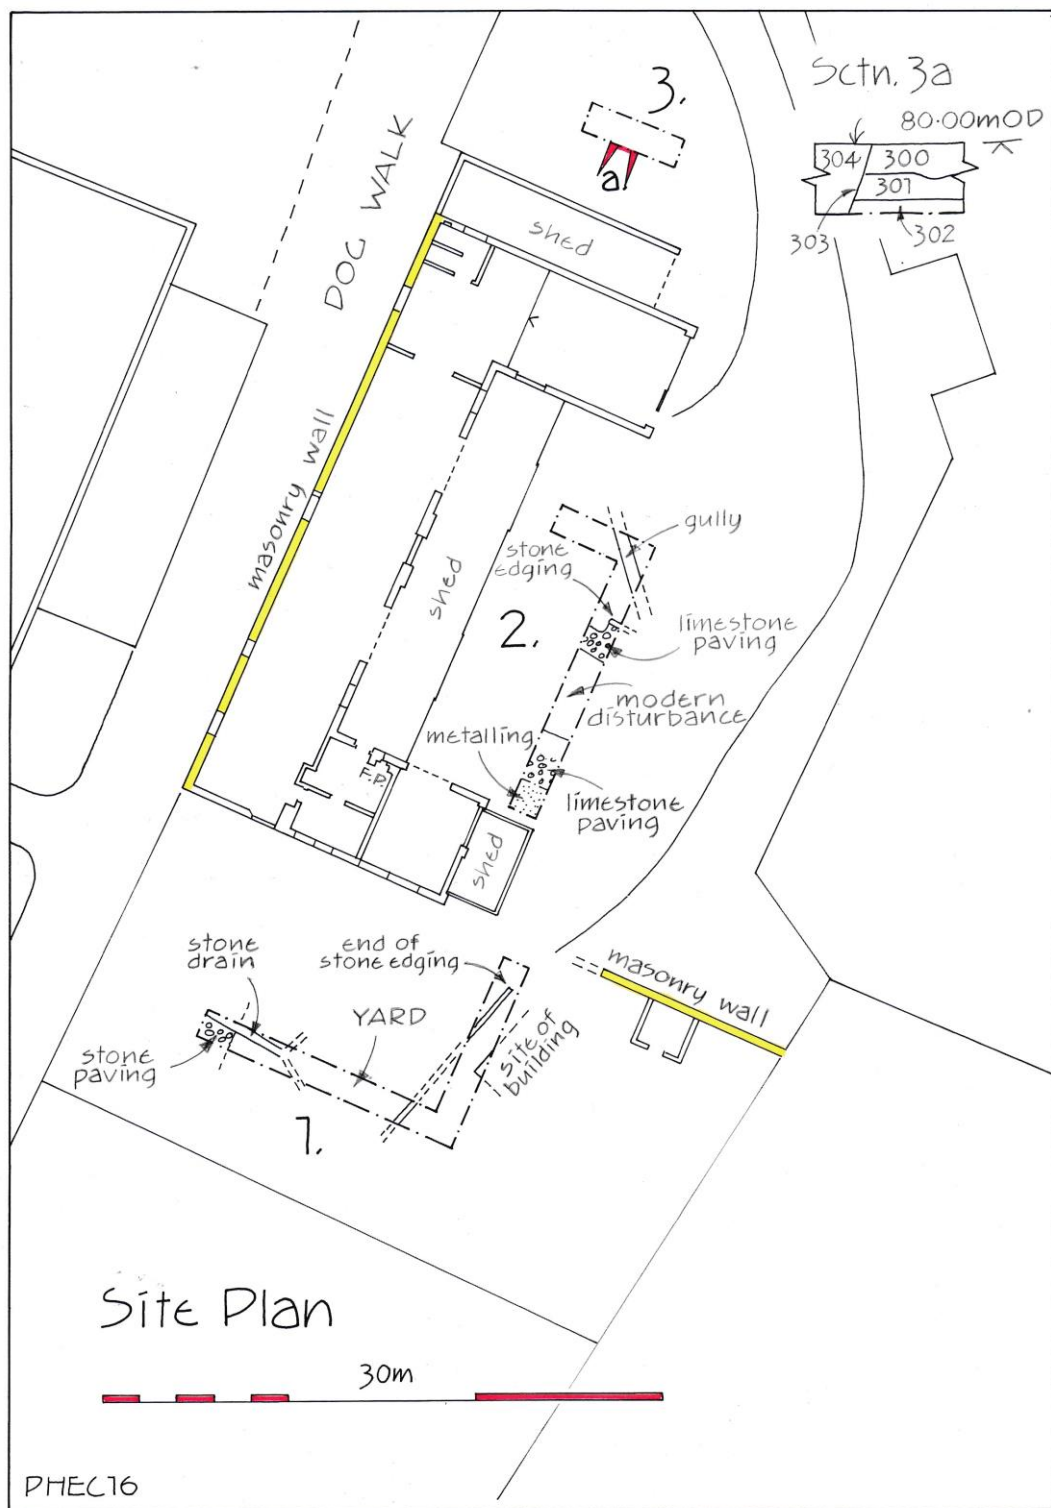 Sctn. 3a
80.00mOD
304
300
301
303
302
3.
a
DOG WALK
shed
masonry wall
shed
2.
gully
stone
edging
limestone
paving
modern
disturbance
metalling
F.P.
limestone
paving
shed
stone
drain
end of
stone edging
masonry wall
YARD
site of
building
stone
paving
1.
Site Plan
30m
PHEC16